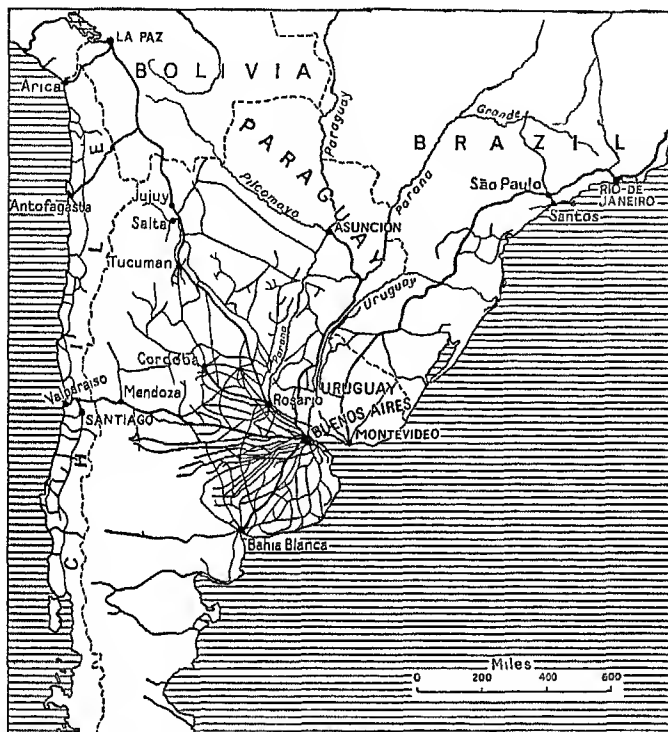 LA PAZ
BOLIVIA
Arica
PARAGUAY
Paraguay
Grande
BRAZIL
Pilcomayo
Parana
São Paulo
RIO-DE
JANEIRO
Santos
Antofagasta
Jujuy
Salta
ASUNCIÓN
Tucuman
Uruguay
Parana
Cordoba
Valparaiso
Mendoza
Rosario
URUGUAY
SANTIAGO
BUENOS AIRES
MONTEVIDEO
CHILE
Bahia Blanca
Miles
0 200 400 600